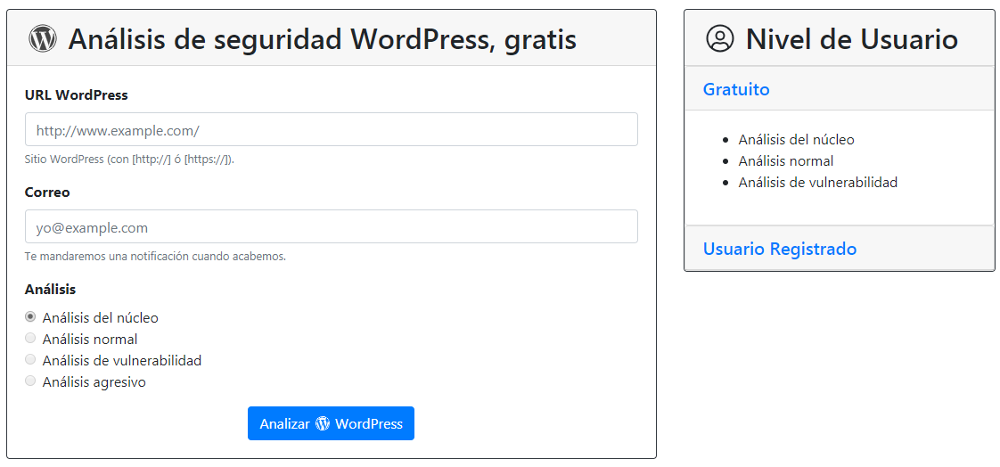 Análisis de seguridad WordPress, gratis
URL WordPress
http://www.example.com/
Sitio WordPress (con [http://] ó [https://]).
Correo
yo@example.com
Te mandaremos una notificación cuando acabemos.
Análisis
Análisis del núcleo
Análisis normal
Análisis de vulnerabilidad
Análisis agresivo
Analizar WordPress
Nivel de Usuario
Gratuito
Análisis del núcleo
Análisis normal
Análisis de vulnerabilidad
Usuario Registrado